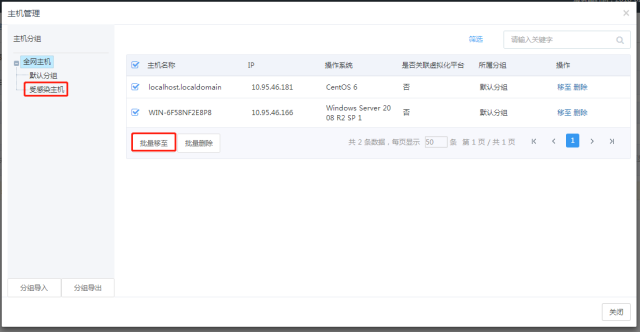 主机管理
主机分组
全网主机
默认分组
受感染主机
筛选
请输入关键字
主机名称 IP 操作系统 是否关联虚拟化平台 所属分组 操作
localhost.localdomain 10.95.46.181 CentOS 6 否 默认分组 移至 删除
WIN-6F58NF2E8P8 10.95.46.166 Windows Server 20
08 R2 SP 1 否 默认分组 移至 删除
批量移至 批量删除 共 2 条数据，每页显示 50 条 第 1 页 / 共 1 页 1
分组导入 分组导出
关闭